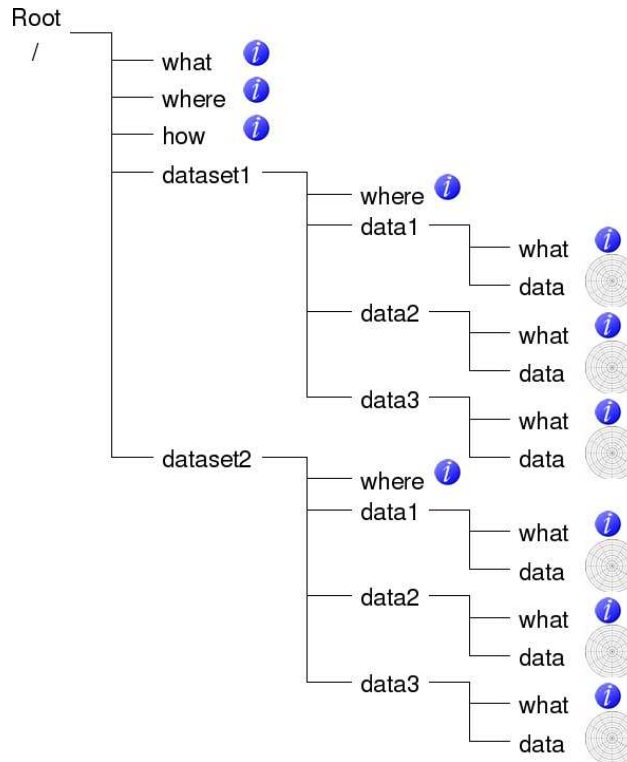 Root
/
what
where
how
dataset1
where
data1
what
data
data2
what
data
data3
what
data
dataset2
where
data1
what
data
data2
what
data
data3
what
data